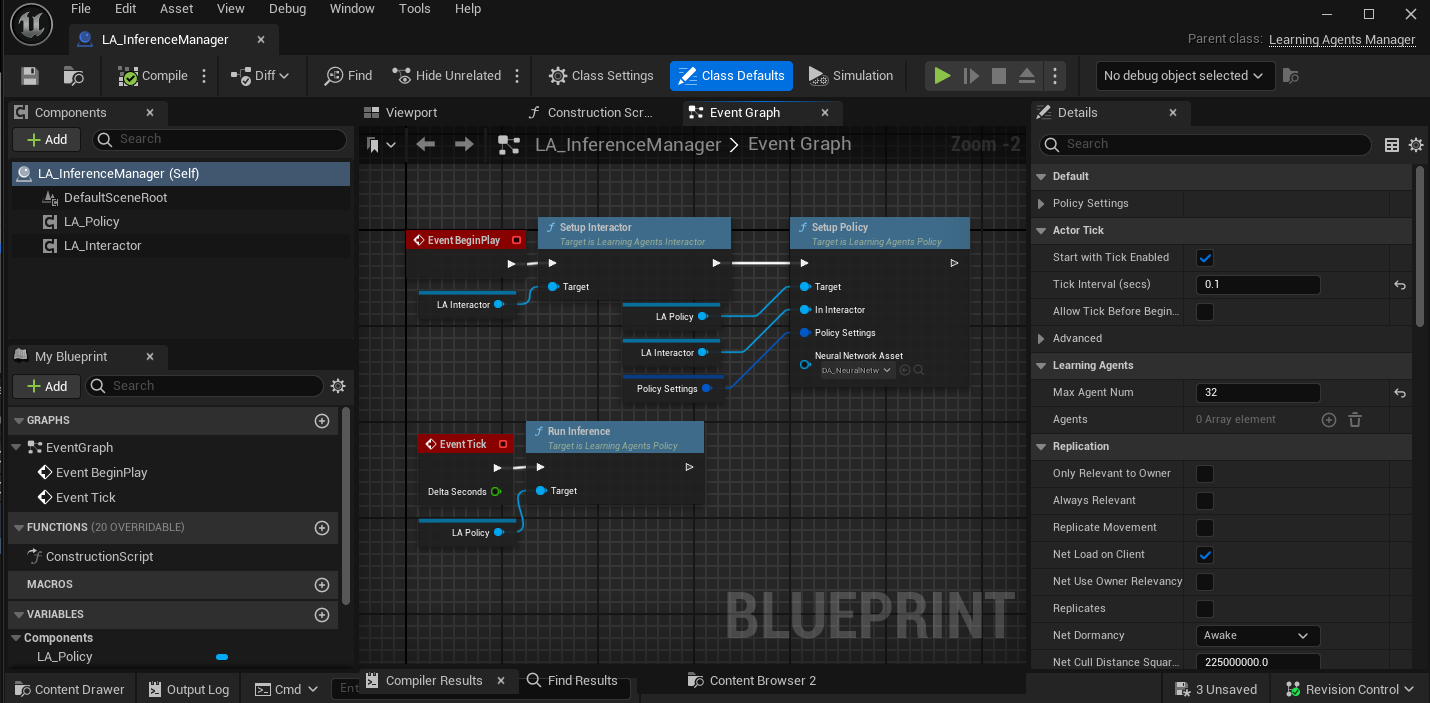 File Edit Asset View Debug Window Tools Help
LA_InferenceManager
Parent class: Learning Agents Manager
Compile Diff Find Hide Unrelated Class Settings Class Defaults Simulation No debug object selected
Components
Add Search
LA_InferenceManager (Self)
DefaultSceneRoot
LA_Policy
LA_Interactor
My Blueprint
Add Search
GRAPHS
EventGraph
Event BeginPlay
Event Tick
FUNCTIONS (20 OVERRIDABLE)
ConstructionScript
MACROS
VARIABLES
Components
LA_Policy
Viewport Construction Scr... Event Graph
LA_InferenceManager > Event Graph Zoom -2
Event BeginPlay
LA Interactor
Setup Interactor
Target is Learning Agents Interactor
Target
LA Policy
LA Interactor
Policy Settings
Setup Policy
Target is Learning Agents Policy
Target
In Interactor
Policy Settings
Neural Network Asset
DA_NeuralNetw
Event Tick
Delta Seconds
LA Policy
Run Inference
Target is Learning Agents Policy
Target
BLUEPRINT
Details
Search
Default
Policy Settings
Actor Tick
Start with Tick Enabled
Tick Interval (secs) 0.1
Allow Tick Before Begin...
Advanced
Learning Agents
Max Agent Num 32
Agents 0 Array element
Replication
Only Relevant to Owner
Always Relevant
Replicate Movement
Net Load on Client
Net Use Owner Relevancy
Replicates
Net Dormancy Awake
Net Cull Distance Squar... 225000000.0
Compiler Results Find Results Content Browser 2
Content Drawer Output Log Cmd Ent 3 Unsaved Revision Control